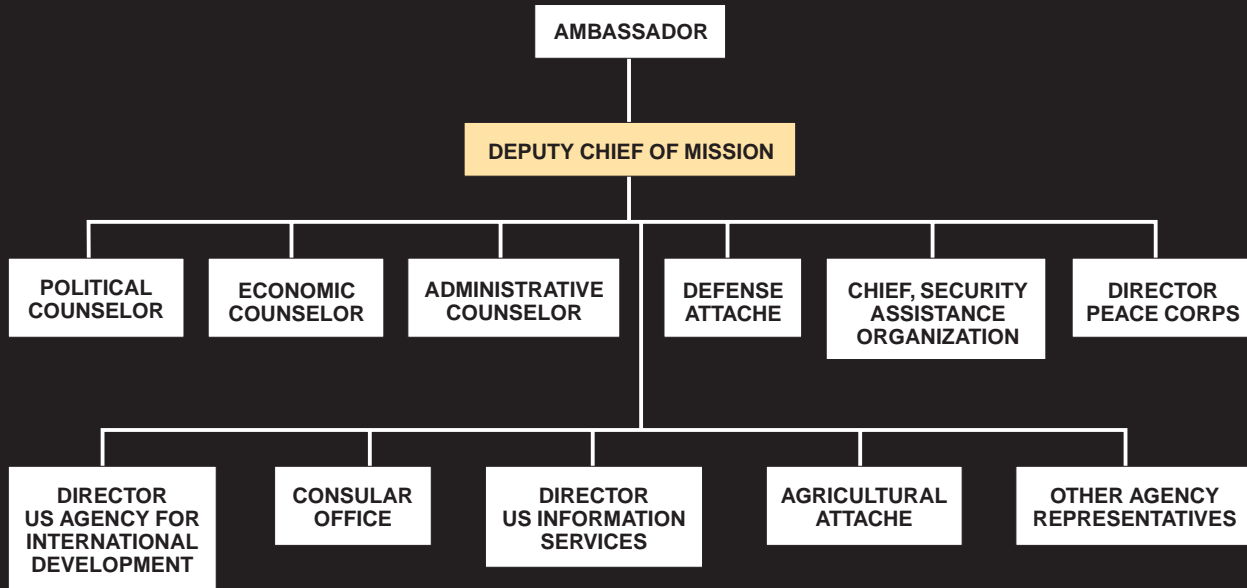 AMBASSADOR
DEPUTY CHIEF OF MISSION
POLITICAL
COUNSELOR
ECONOMIC
COUNSELOR
ADMINISTRATIVE
COUNSELOR
DEFENSE
ATTACHE
CHIEF, SECURITY
ASSISTANCE
ORGANIZATION
DIRECTOR
PEACE CORPS
DIRECTOR
US AGENCY FOR
INTERNATIONAL
DEVELOPMENT
CONSULAR
OFFICE
DIRECTOR
US INFORMATION
SERVICES
AGRICULTURAL
ATTACHE
OTHER AGENCY
REPRESENTATIVES